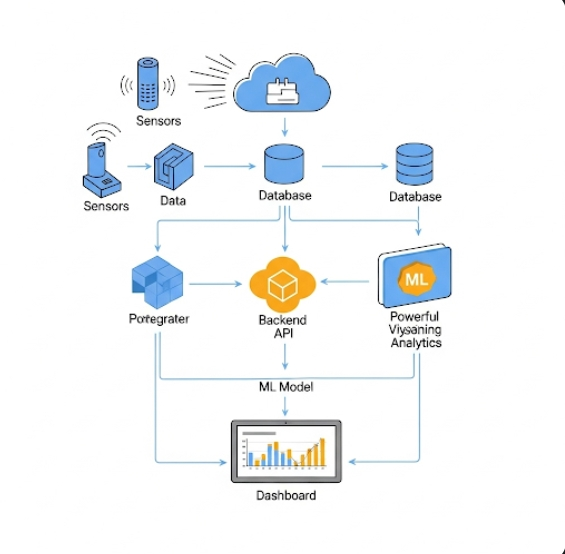 Sensors
Sensors
Data
Database
Database
Potegrater
Backend
API
ML
Powerful
Viysaning
Analytics
ML Model
Dashboard